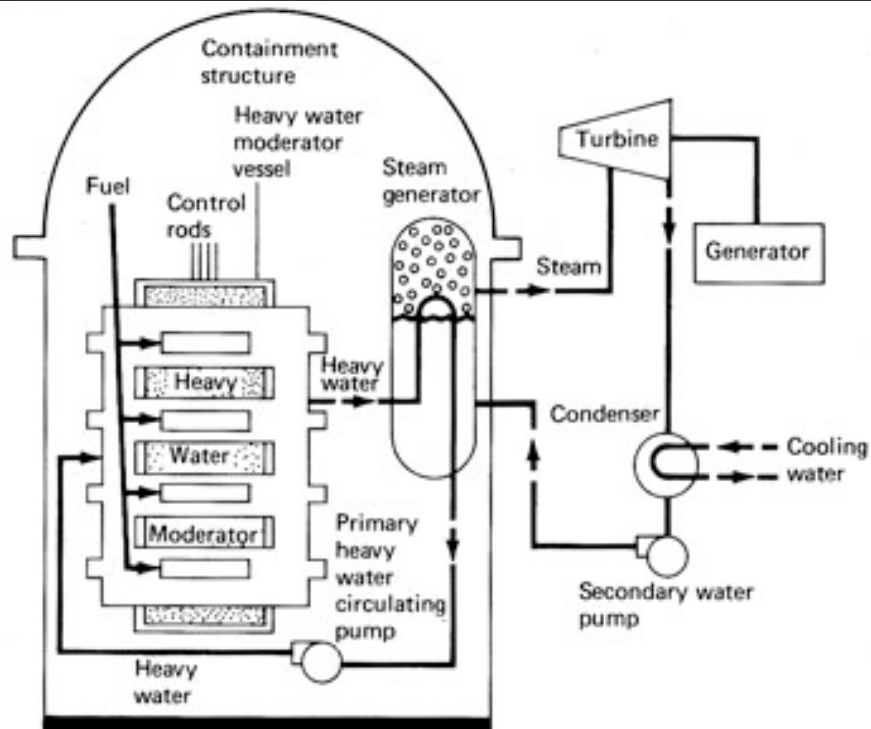 Containment
structure
Heavy water
moderator
vessel
Fuel
Control
rods
Steam
generator
Turbine
Generator
Steam
Heavy
water
Heavy
Water
Moderator
Condenser
Cooling
water
Primary
heavy
water
circulating
pump
Secondary water
pump
Heavy
water